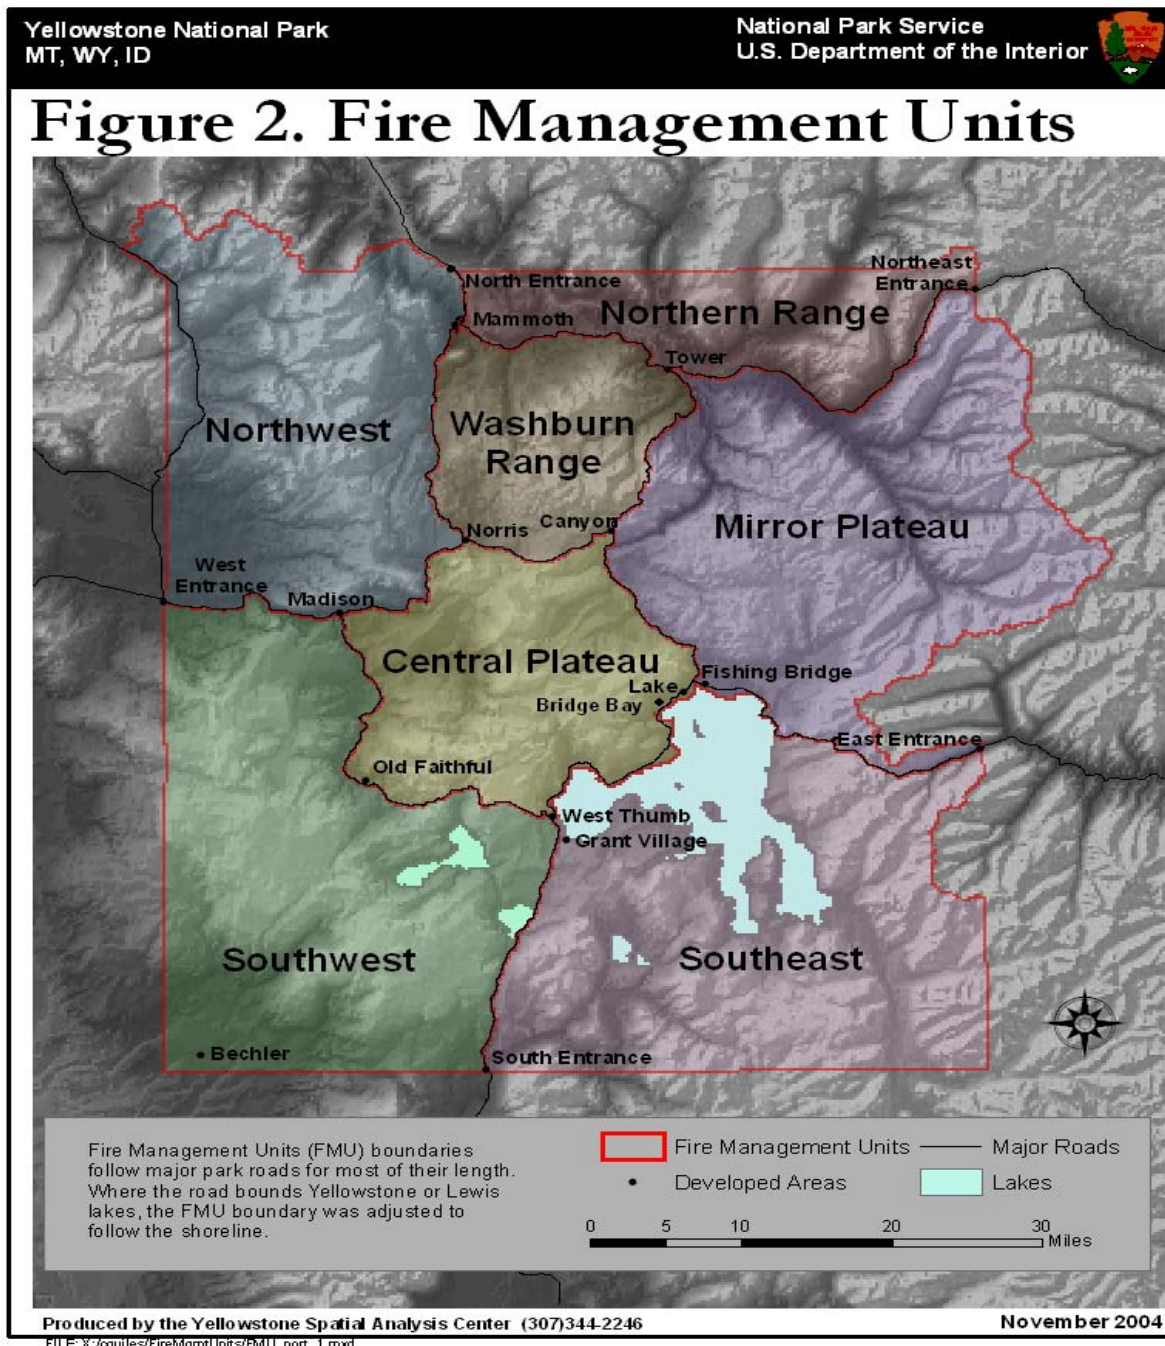 Yellowstone National Park
MT, WY, ID
National Park Service
U.S. Department of the Interior
Figure 2. Fire Management Units
Northeast
Entrance
North Entrance
Northern Range
Mammoth
Tower
Northwest
Washburn
Range
Mirror Plateau
Norris
Canyon
West
Entrance
Madison
Central Plateau
Fishing Bridge
Lake
Bridge Bay
East Entrance
Old Faithful
West Thumb
Grant Village
Southwest
Southeast
Bechler
South Entrance
Fire Management Units (FMU) boundaries
follow major park roads for most of their length.
Where the road bounds Yellowstone or Lewis
lakes, the FMU boundary was adjusted to
follow the shoreline.
Fire Management Units
Major Roads
Developed Areas
Lakes
0 5 10 20 30
Miles
Produced by the Yellowstone Spatial Analysis Center (307)344-2246
November 2004